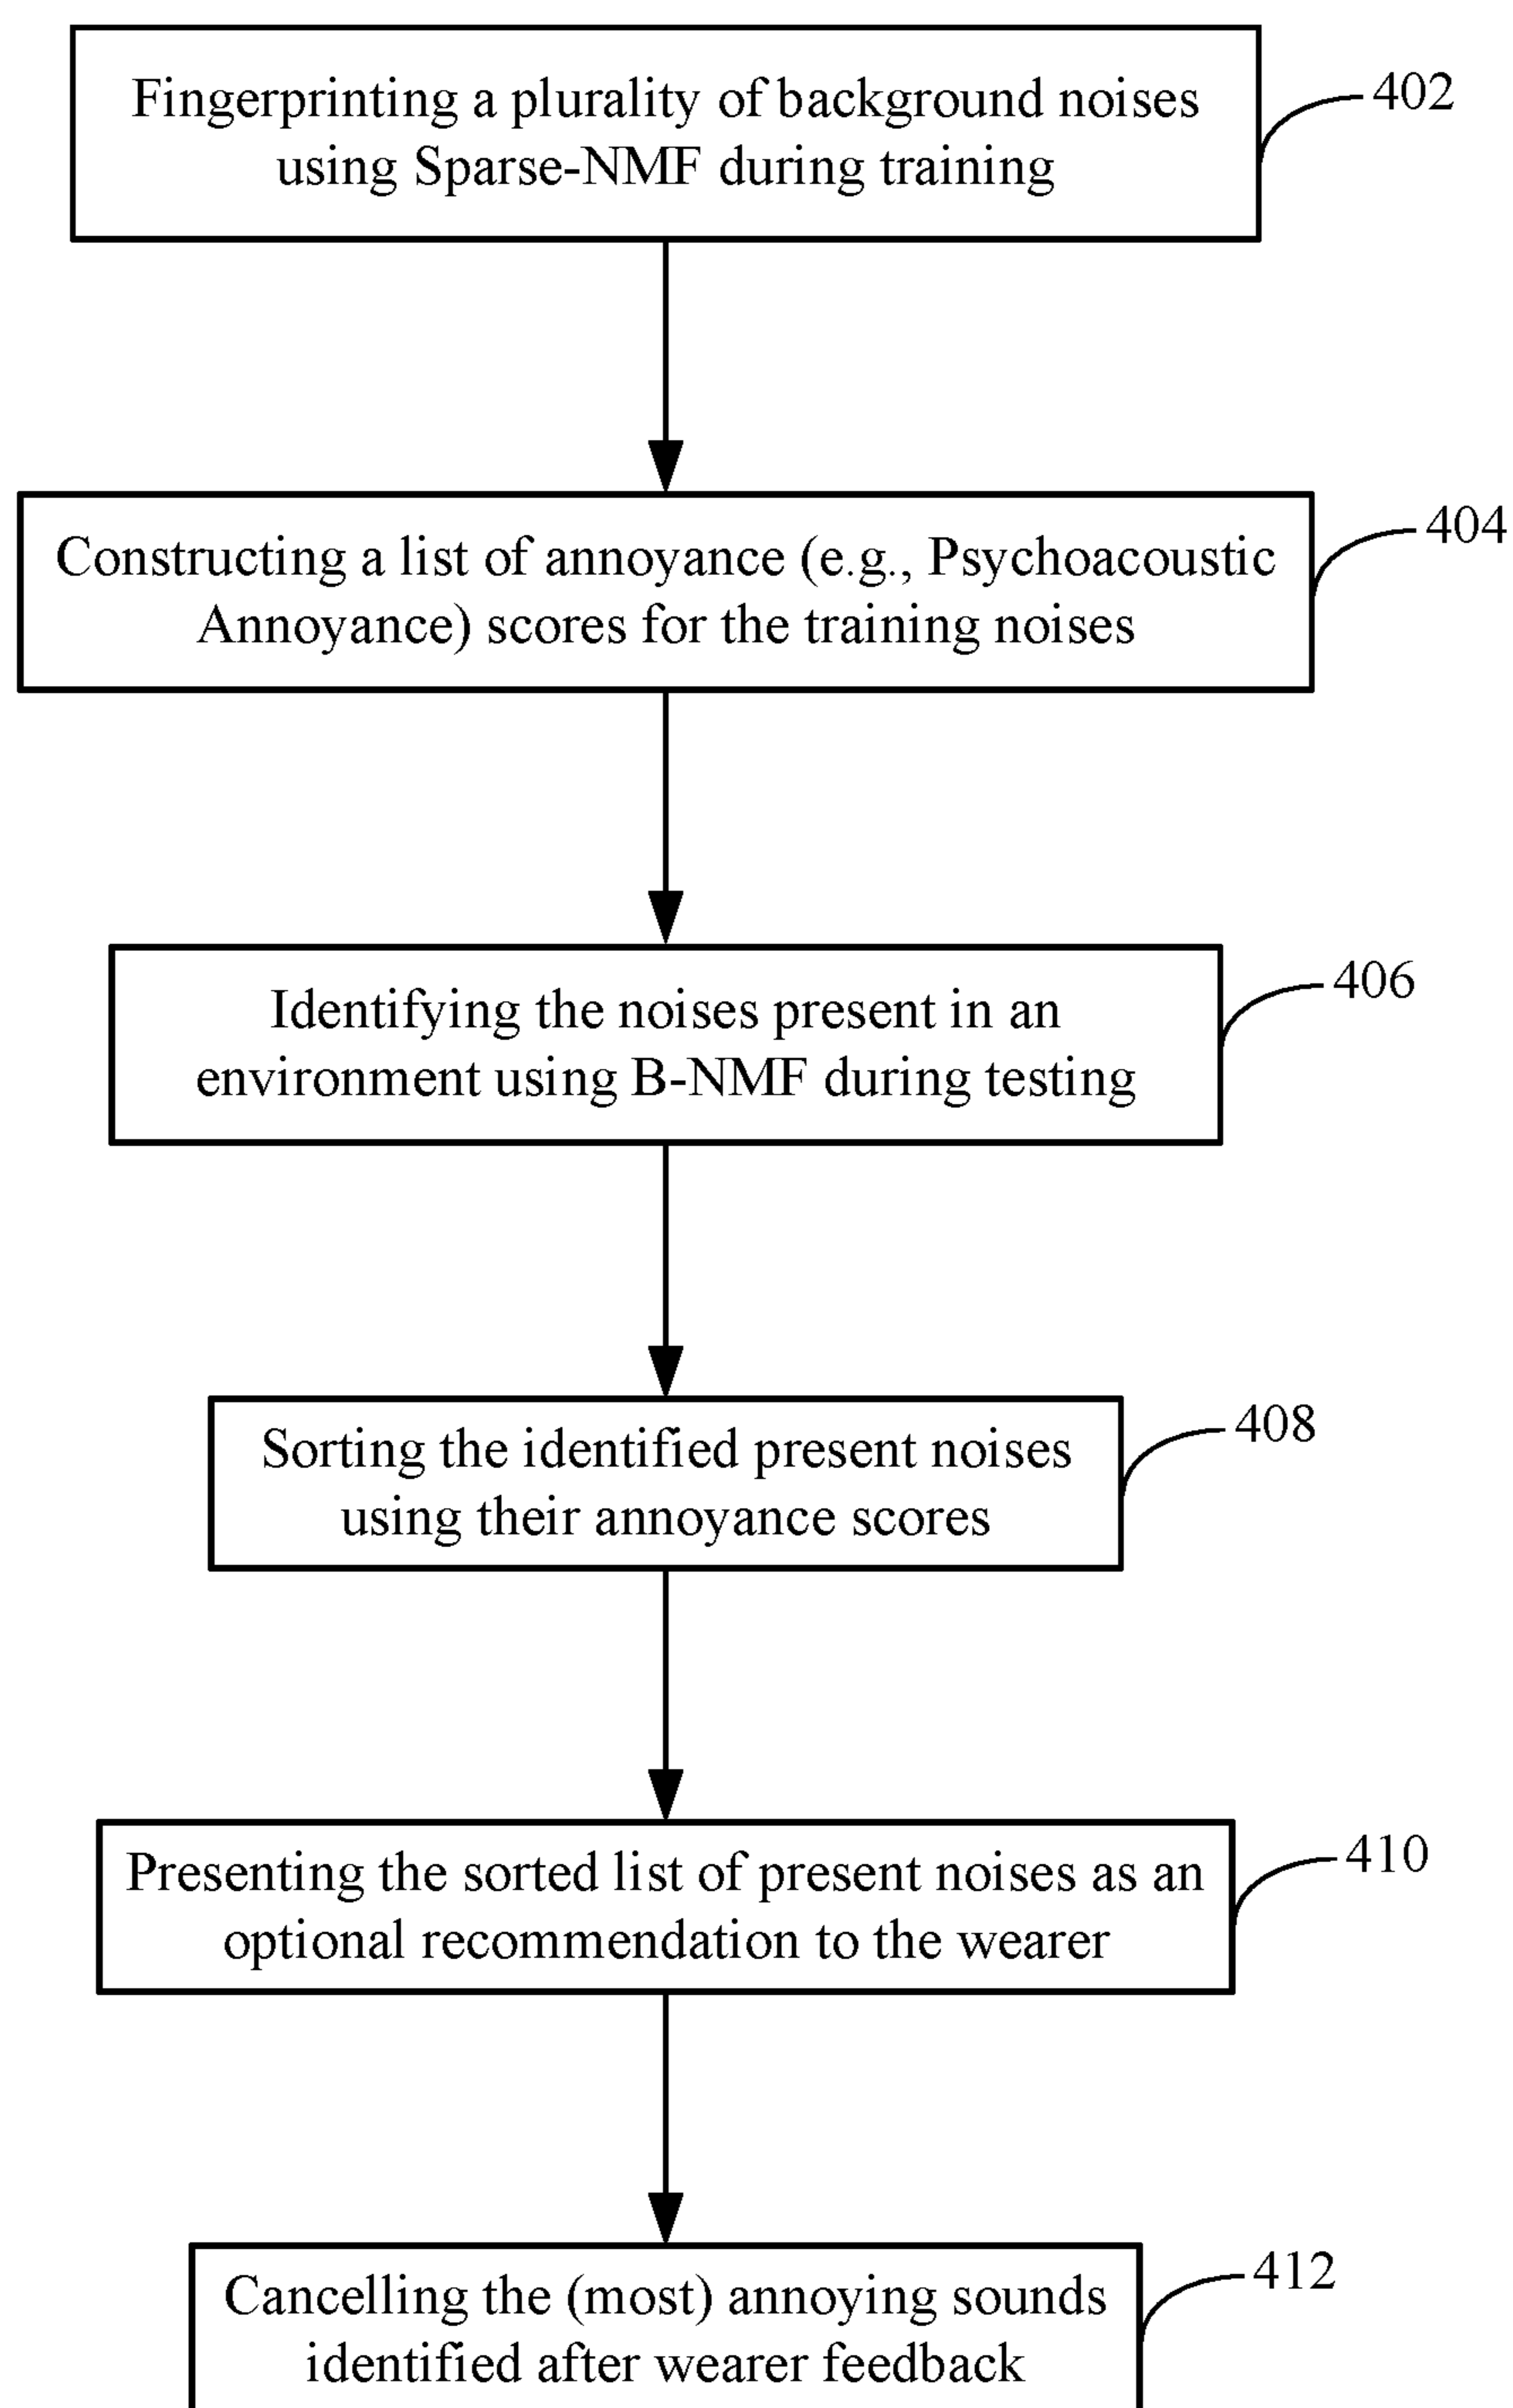 Fingerprinting a plurality of background noises
using Sparse-NMF during training
402
Constructing a list of annoyance (e.g., Psychoacoustic
Annoyance) scores for the training noises
404
Identifying the noises present in an
environment using B-NMF during testing
406
Sorting the identified present noises
using their annoyance scores
408
Presenting the sorted list of present noises as an
optional recommendation to the wearer
410
Cancelling the (most) annoying sounds
identified after wearer feedback
412